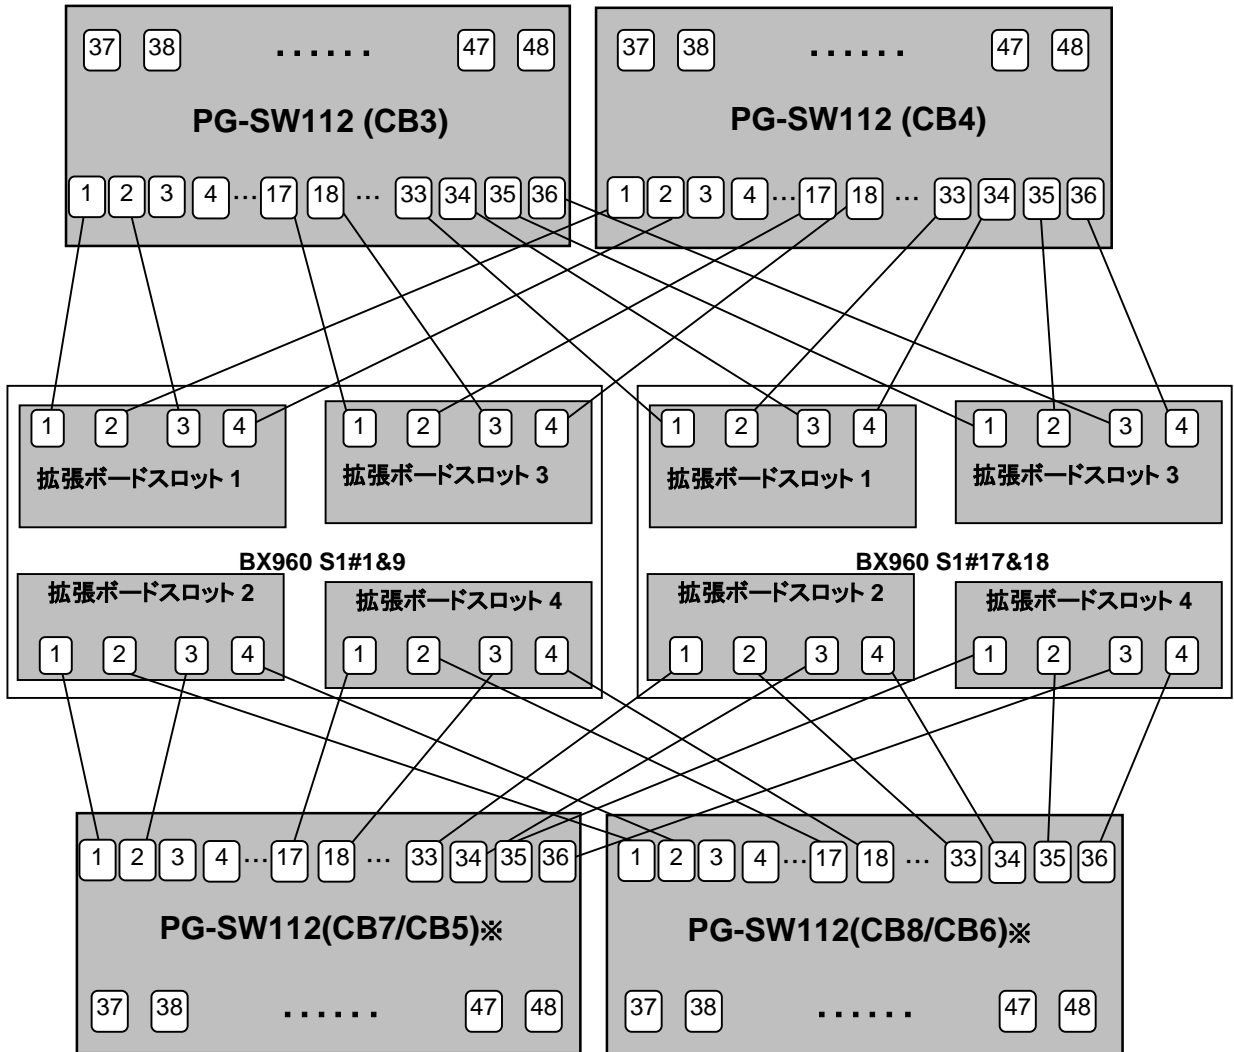 37 38 ...... 47 48 37 38 ...... 47 48
PG-SW112 (CB3) PG-SW112 (CB4)
1 2 3 4 ... 17 18 ... 33 34 35 36 1 2 3 4 ... 17 18 ... 33 34 35 36
1 2 3 4 1 2 3 4 1 2 3 4 1 2 3 4
拡張ボードスロット 1 拡張ボードスロット 3 拡張ボードスロット 1 拡張ボードスロット 3
BX960 S1#1&9 BX960 S1#17&18
拡張ボードスロット 2 拡張ボードスロット 4 拡張ボードスロット 2 拡張ボードスロット 4
1 2 3 4 1 2 3 4 1 2 3 4 1 2 3 4
1 2 3 4 ... 17 18 ... 33 34 35 36 1 2 3 4 ... 17 18 ... 33 34 35 36
PG-SW112(CB7/CB5)※ PG-SW112(CB8/CB6)※
37 38 ...... 47 48 37 38 ...... 47 48